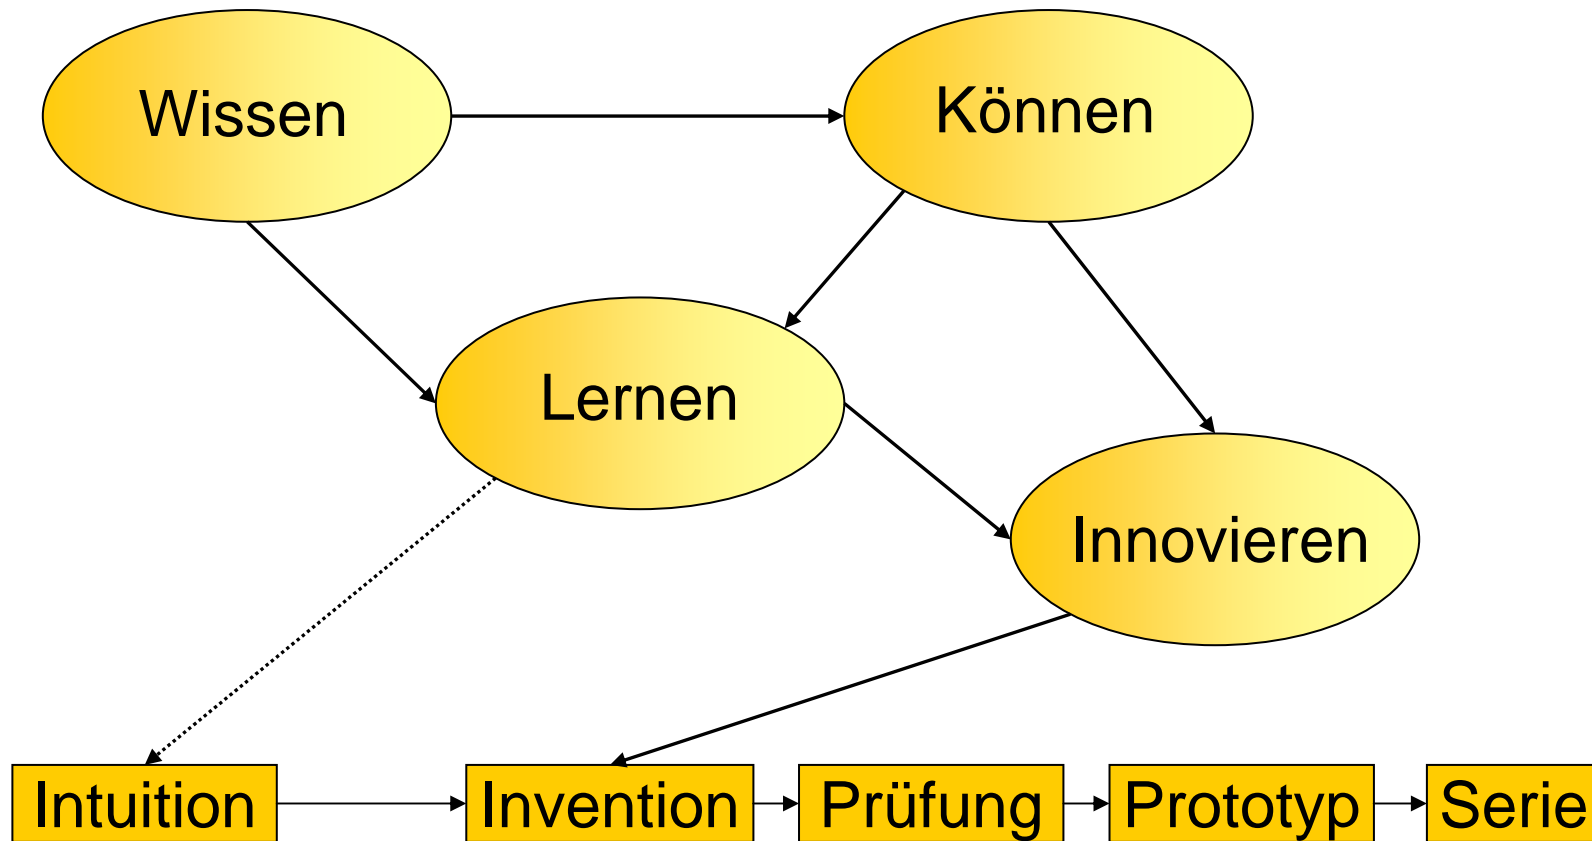 Wissen
Können
Lernen
Innovieren
Intuition
Invention
Prüfung
Prototyp
Serie